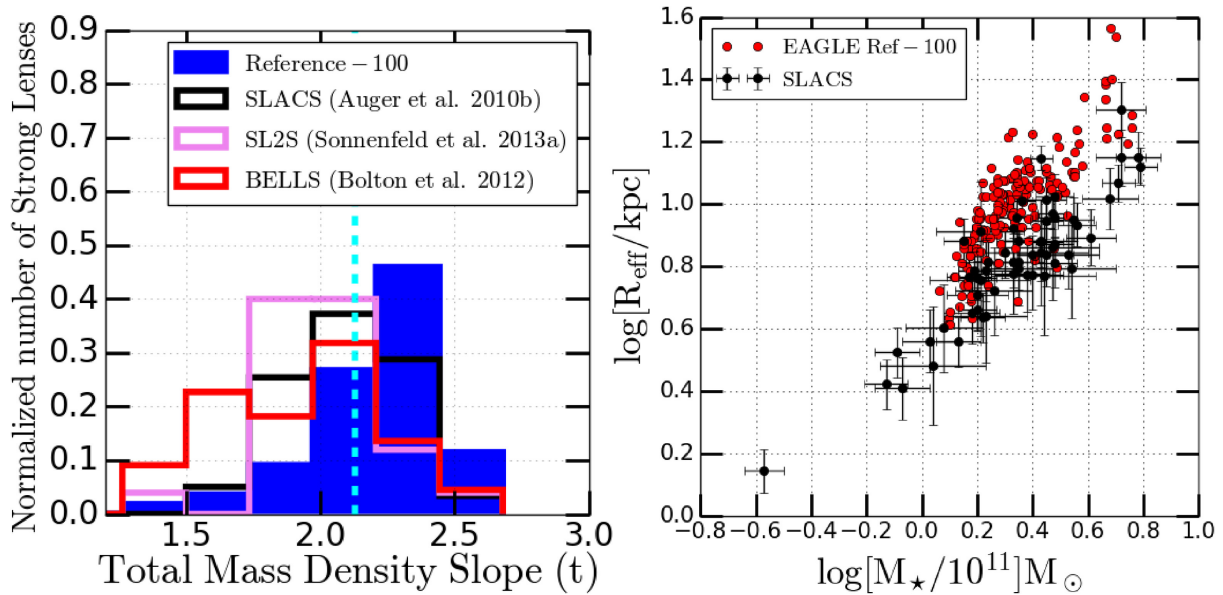 Normalized number of Strong Lenses
0.9
0.8
0.7
0.6
0.5
0.4
0.3
0.2
0.1
0.0
Reference − 100
SLACS (Auger et al. 2010b)
SL2S (Sonnenfeld et al. 2013a)
BELLS (Bolton et al. 2012)
1.5 2.0 2.5 3.0
Total Mass Density Slope (t)
log[R_eff/kpc]
1.6
1.4
1.2
1.0
0.8
0.6
0.4
0.2
0.0
EAGLE Ref − 100
SLACS
−0.8 −0.6 −0.4 −0.2 0.0 0.2 0.4 0.6 0.8 1.0
log[M⋆/10¹¹]M⊙